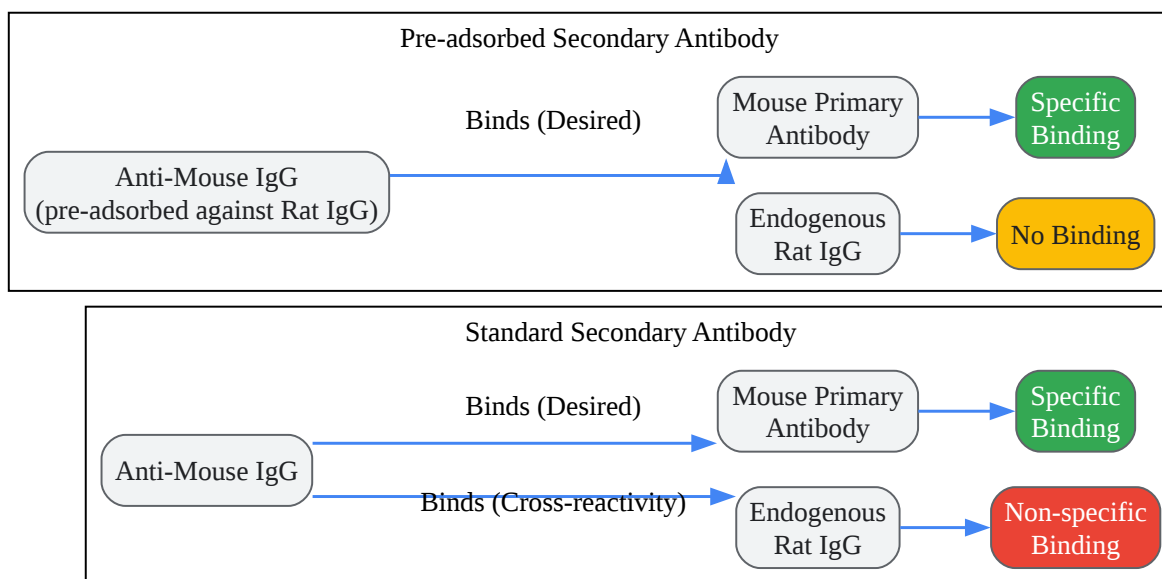 Pre-adsorbed Secondary Antibody
Binds (Desired)
Anti-Mouse IgG
(pre-adsorbed against Rat IgG)
Mouse Primary
Antibody
Specific
Binding
Endogenous
Rat IgG
No Binding
Standard Secondary Antibody
Binds (Desired)
Anti-Mouse IgG
Binds (Cross-reactivity)
Mouse Primary
Antibody
Specific
Binding
Endogenous
Rat IgG
Non-specific
Binding